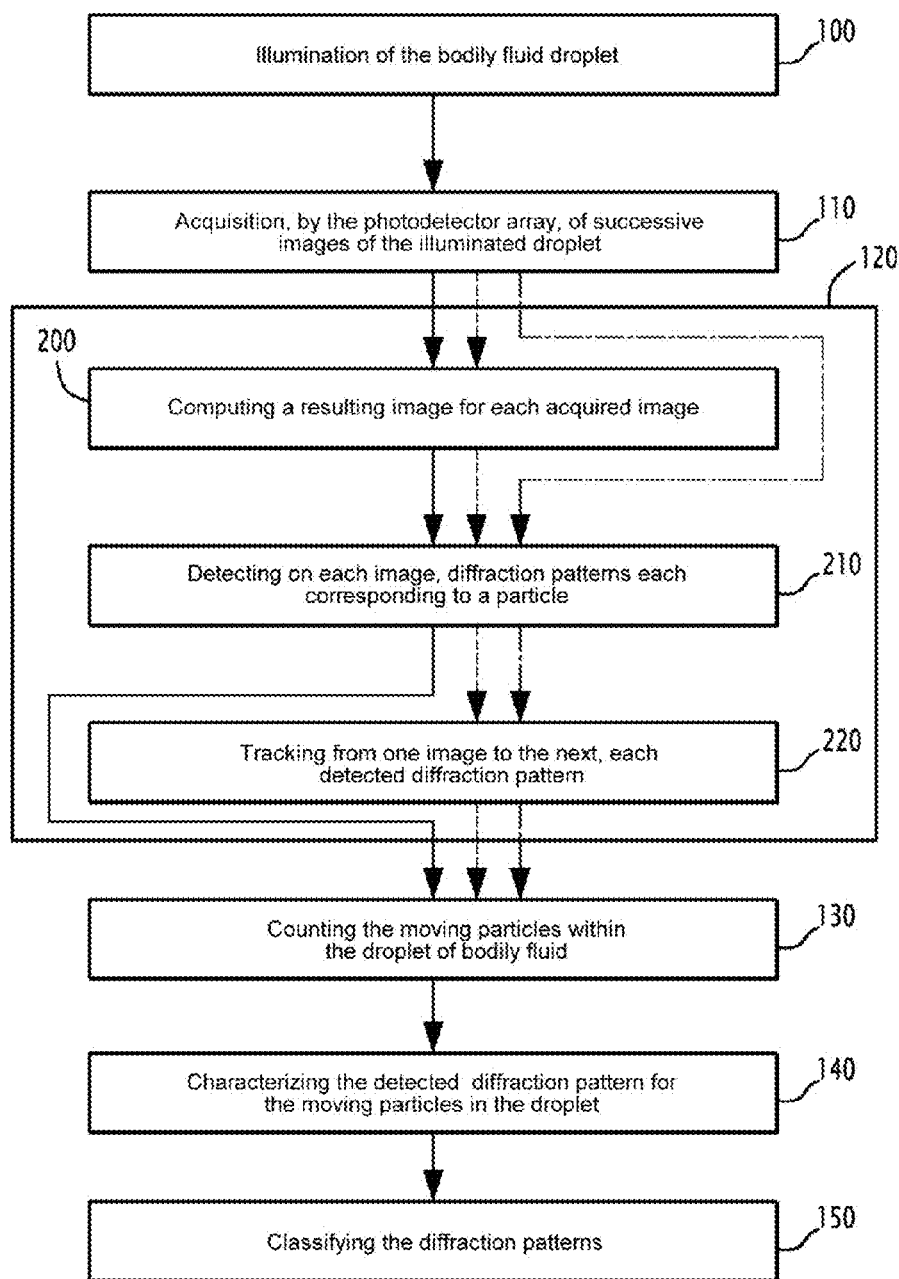 100
Illumination of the bodily fluid droplet
110
Acquisition, by the photodetector array, of successive
images of the illuminated droplet
120
200
Computing a resulting image for each acquired image
210
Detecting on each image, diffraction patterns each
corresponding to a particle
220
Tracking from one image to the next, each
detected diffraction pattern
130
Counting the moving particles within
the droplet of bodily fluid
140
Characterizing the detected diffraction pattern for
the moving particles in the droplet
150
Classifying the diffraction patterns